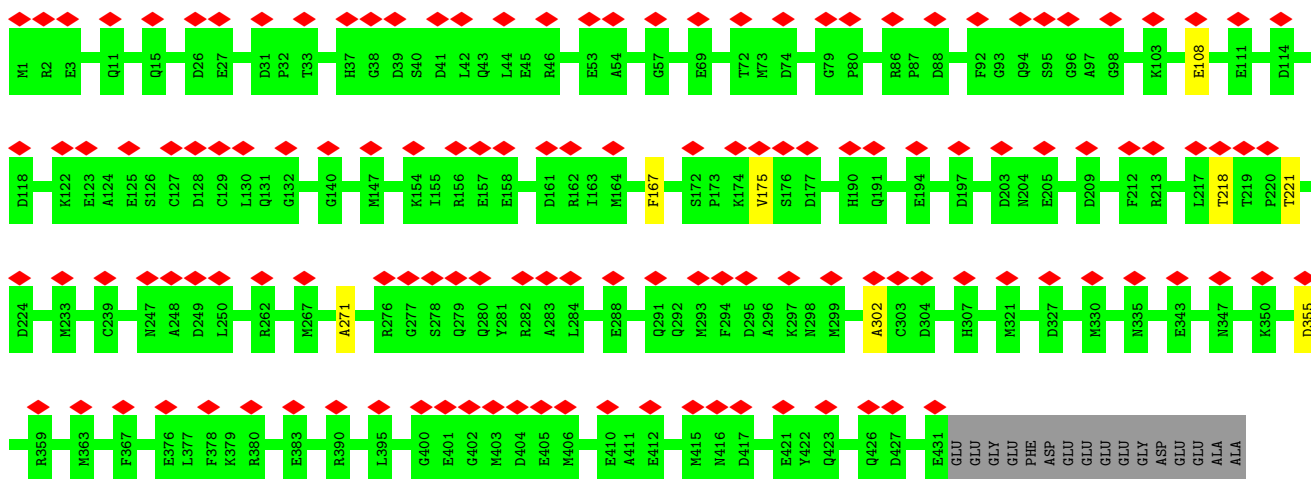 M1 R2 E3 Q11 Q15 D26 E27 D31 P32 T33 H37 G38 D39 S40 D41 L42 Q43 L44 E45 R46 E53 A54 G57 E69 T72 M73 D74 G79 P80 R86 P87 D88 F92 G93 Q94 S95 G96 A97 G98 K103 E108 E111 D114
D118 K122 E123 A124 E125 S126 C127 D128 C129 L130 Q131 G132 G140 M147 K154 I155 R156 E157 E158 D161 R162 I163 M164 F167 S172 P173 K174 V175 S176 D177 H190 Q191 E194 D197 D203 N204 E205 D209 F212 R213 L217 T218 T219 P220 T221
D224 M233 C239 N247 A248 D249 L250 R262 M267 A271 R276 G277 S278 Q279 Q280 Y281 R282 A283 L284 E288 Q291 Q292 M293 F294 D295 A296 K297 N298 M299 A302 C303 D304 H307 M321 D327 M330 N335 E343 N347 K350 D355
R359 M363 F367 E376 L377 F378 K379 R380 E383 R390 L395 G400 E401 G402 M403 D404 E405 M406 E410 A411 E412 M415 N416 D417 E421 Y422 Q423 Q426 D427 E431 GLU GLU GLY GLU PHE ASP GLU GLU GLU GLU GLY ASP GLU GLU ALA ALA